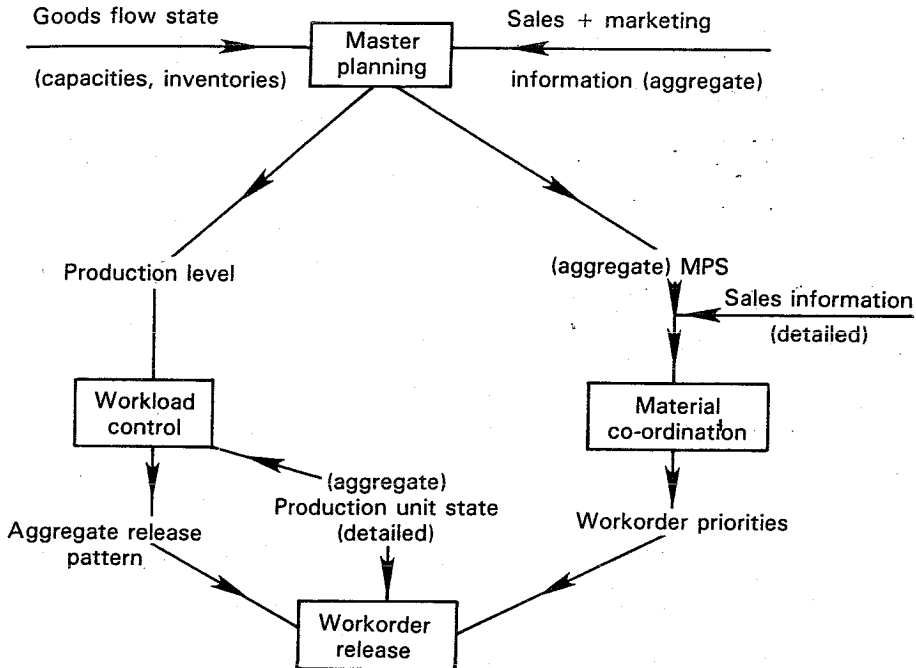 Goods flow state
(capacities, inventories)
Master
planning
Sales + marketing
information (aggregate)
Production level
(aggregate) MPS
Sales information
(detailed)
Workload
control
Material
co-ordination
(aggregate)
Production unit state
(detailed)
Aggregate release
pattern
Workorder priorities
Workorder
release